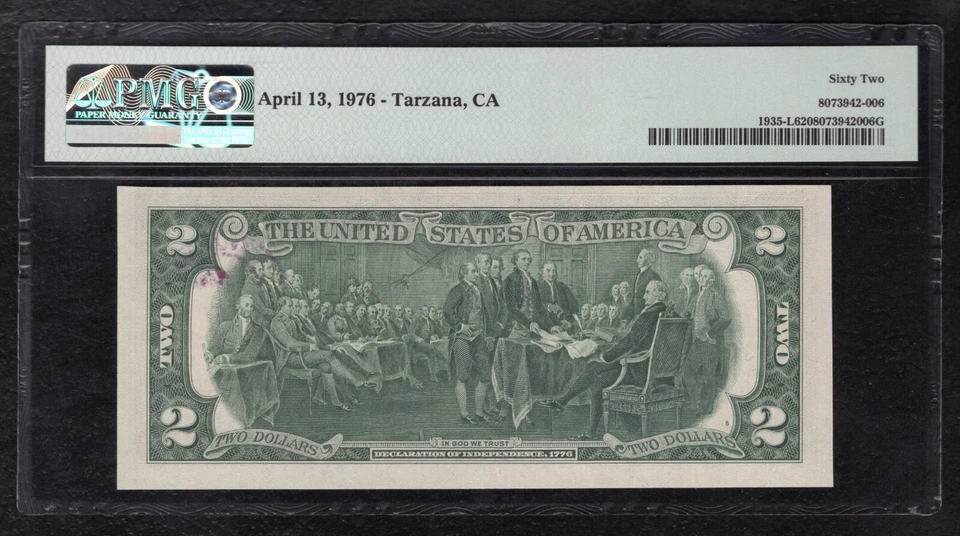 PMG
PAPER MONEY GUARANTY
April 13, 1976 - Tarzana, CA
Sixty Two
8073942-006
1935-L6208073942006G
THE UNITED STATES OF AMERICA
2
2
TWO
TWO
2
2
TWO DOLLARS
IN GOD WE TRUST
TWO DOLLARS
DECLARATION OF INDEPENDENCE, 1776